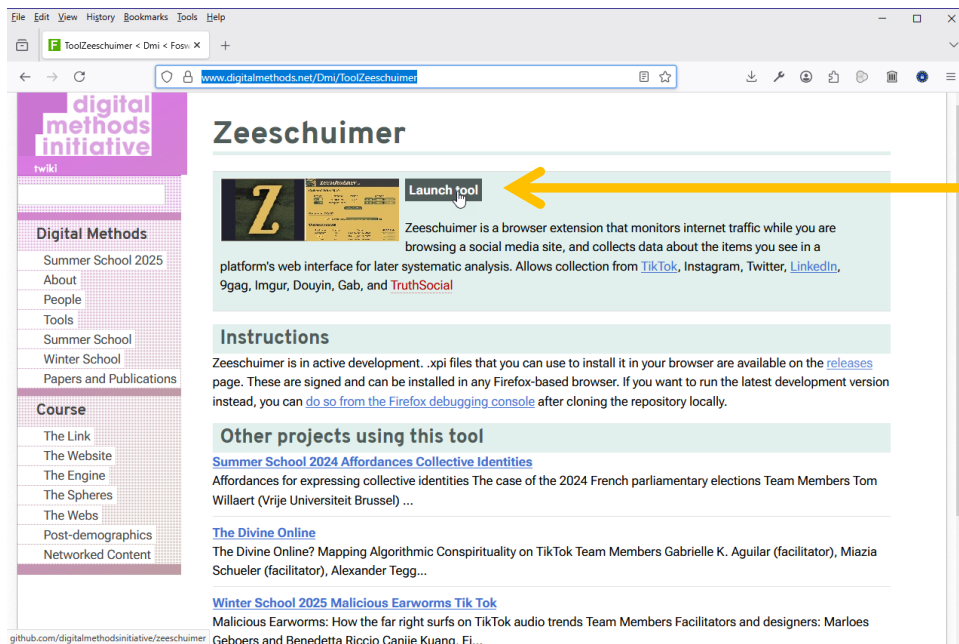 File Edit View History Bookmarks Tools Help
ToolZeeschuimer < Dmi < Fosw
www.digitalmethods.net/Dmi/ToolZeeschuimer
digital
methods
initiative
twiki
Digital Methods
Summer School 2025
About
People
Tools
Summer School
Winter School
Papers and Publications
Course
The Link
The Website
The Engine
The Spheres
The Webs
Post-demographics
Networked Content
Zeeschuimer
Z
Zeeschuimer
Launch tool
Zeeschuimer is a browser extension that monitors internet traffic while you are
browsing a social media site, and collects data about the items you see in a
platform's web interface for later systematic analysis. Allows collection from TikTok, Instagram, Twitter, LinkedIn,
9gag, Imgur, Douyin, Gab, and TruthSocial
Instructions
Zeeschuimer is in active development. .xpi files that you can use to install it in your browser are available on the releases
page. These are signed and can be installed in any Firefox-based browser. If you want to run the latest development version
instead, you can do so from the Firefox debugging console after cloning the repository locally.
Other projects using this tool
Summer School 2024 Affordances Collective Identities
Affordances for expressing collective identities The case of the 2024 French parliamentary elections Team Members Tom
Willaert (Vrije Universiteit Brussel) ...
The Divine Online
The Divine Online? Mapping Algorithmic Conspirituality on TikTok Team Members Gabrielle K. Aguilar (facilitator), Miazia
Schueler (facilitator), Alexander Tegg...
Winter School 2025 Malicious Earworms Tik Tok
Malicious Earworms: How the far right surfs on TikTok audio trends Team Members Facilitators and designers: Marloes
Geboers and Benedetta Riccio Canjie Kuang, Ei...
github.com/digitalmethodsinitiative/zeeschuimer